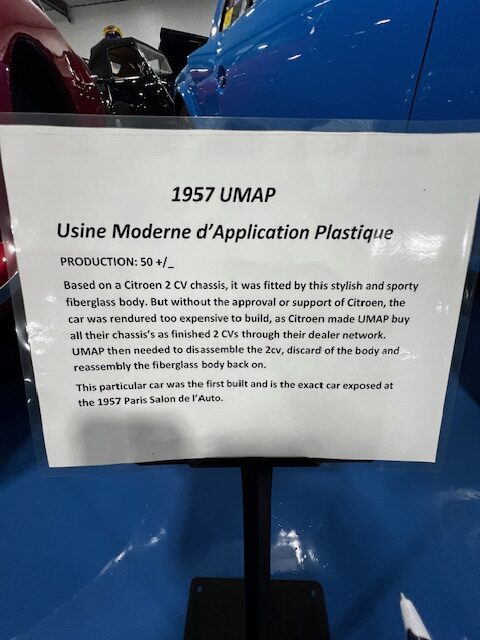 1957 UMAP
Usine Moderne d'Application Plastique
PRODUCTION: 50 +/_
Based on a Citroen 2 CV chassis, it was fitted by this stylish and sporty
fiberglass body. But without the approval or support of Citroen, the
car was rendured too expensive to build, as Citroen made UMAP buy
all their chassis's as finished 2 CVs through their dealer network.
UMAP then needed to disassemble the 2cv, discard of the body and
reassembly the fiberglass body back on.
This particular car was the first built and is the exact car exposed at
the 1957 Paris Salon de l'Auto.